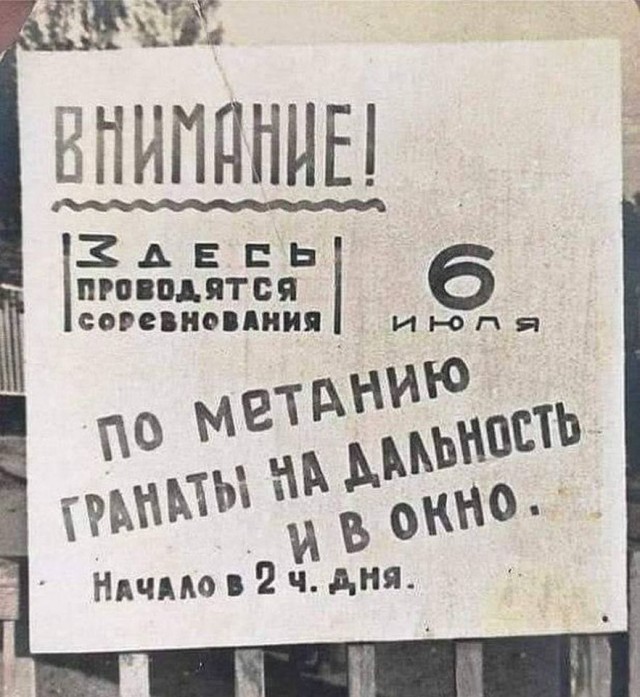 ВНИМАНИЕ!
ЗДЕСЬ
ПРОВОДЯТСЯ
СОРЕВНОВАНИЯ
6
ИЮЛЯ
ПО МЕТАНИЮ
ГРАНАТЫ НА ДАЛЬНОСТЬ
И В ОКНО.
НАЧАЛО В 2 Ч. ДНЯ.